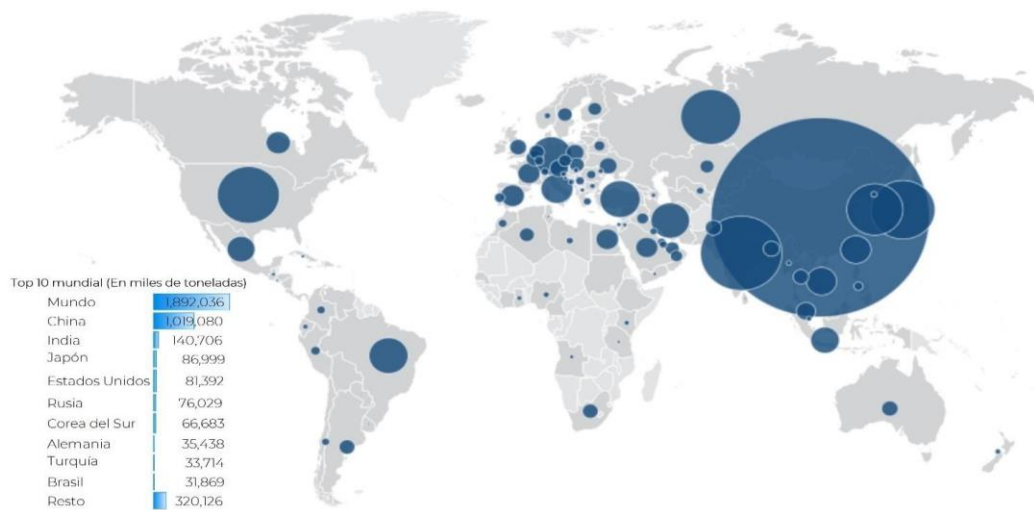 Top 10 mundial (En miles de toneladas)
Mundo 1,892,036
China 1,019,080
India 140,706
Japón 86,999
Estados Unidos 81,392
Rusia 76,029
Corea del Sur 66,683
Alemania 35,438
Turquía 33,714
Brasil 31,869
Resto 320,126